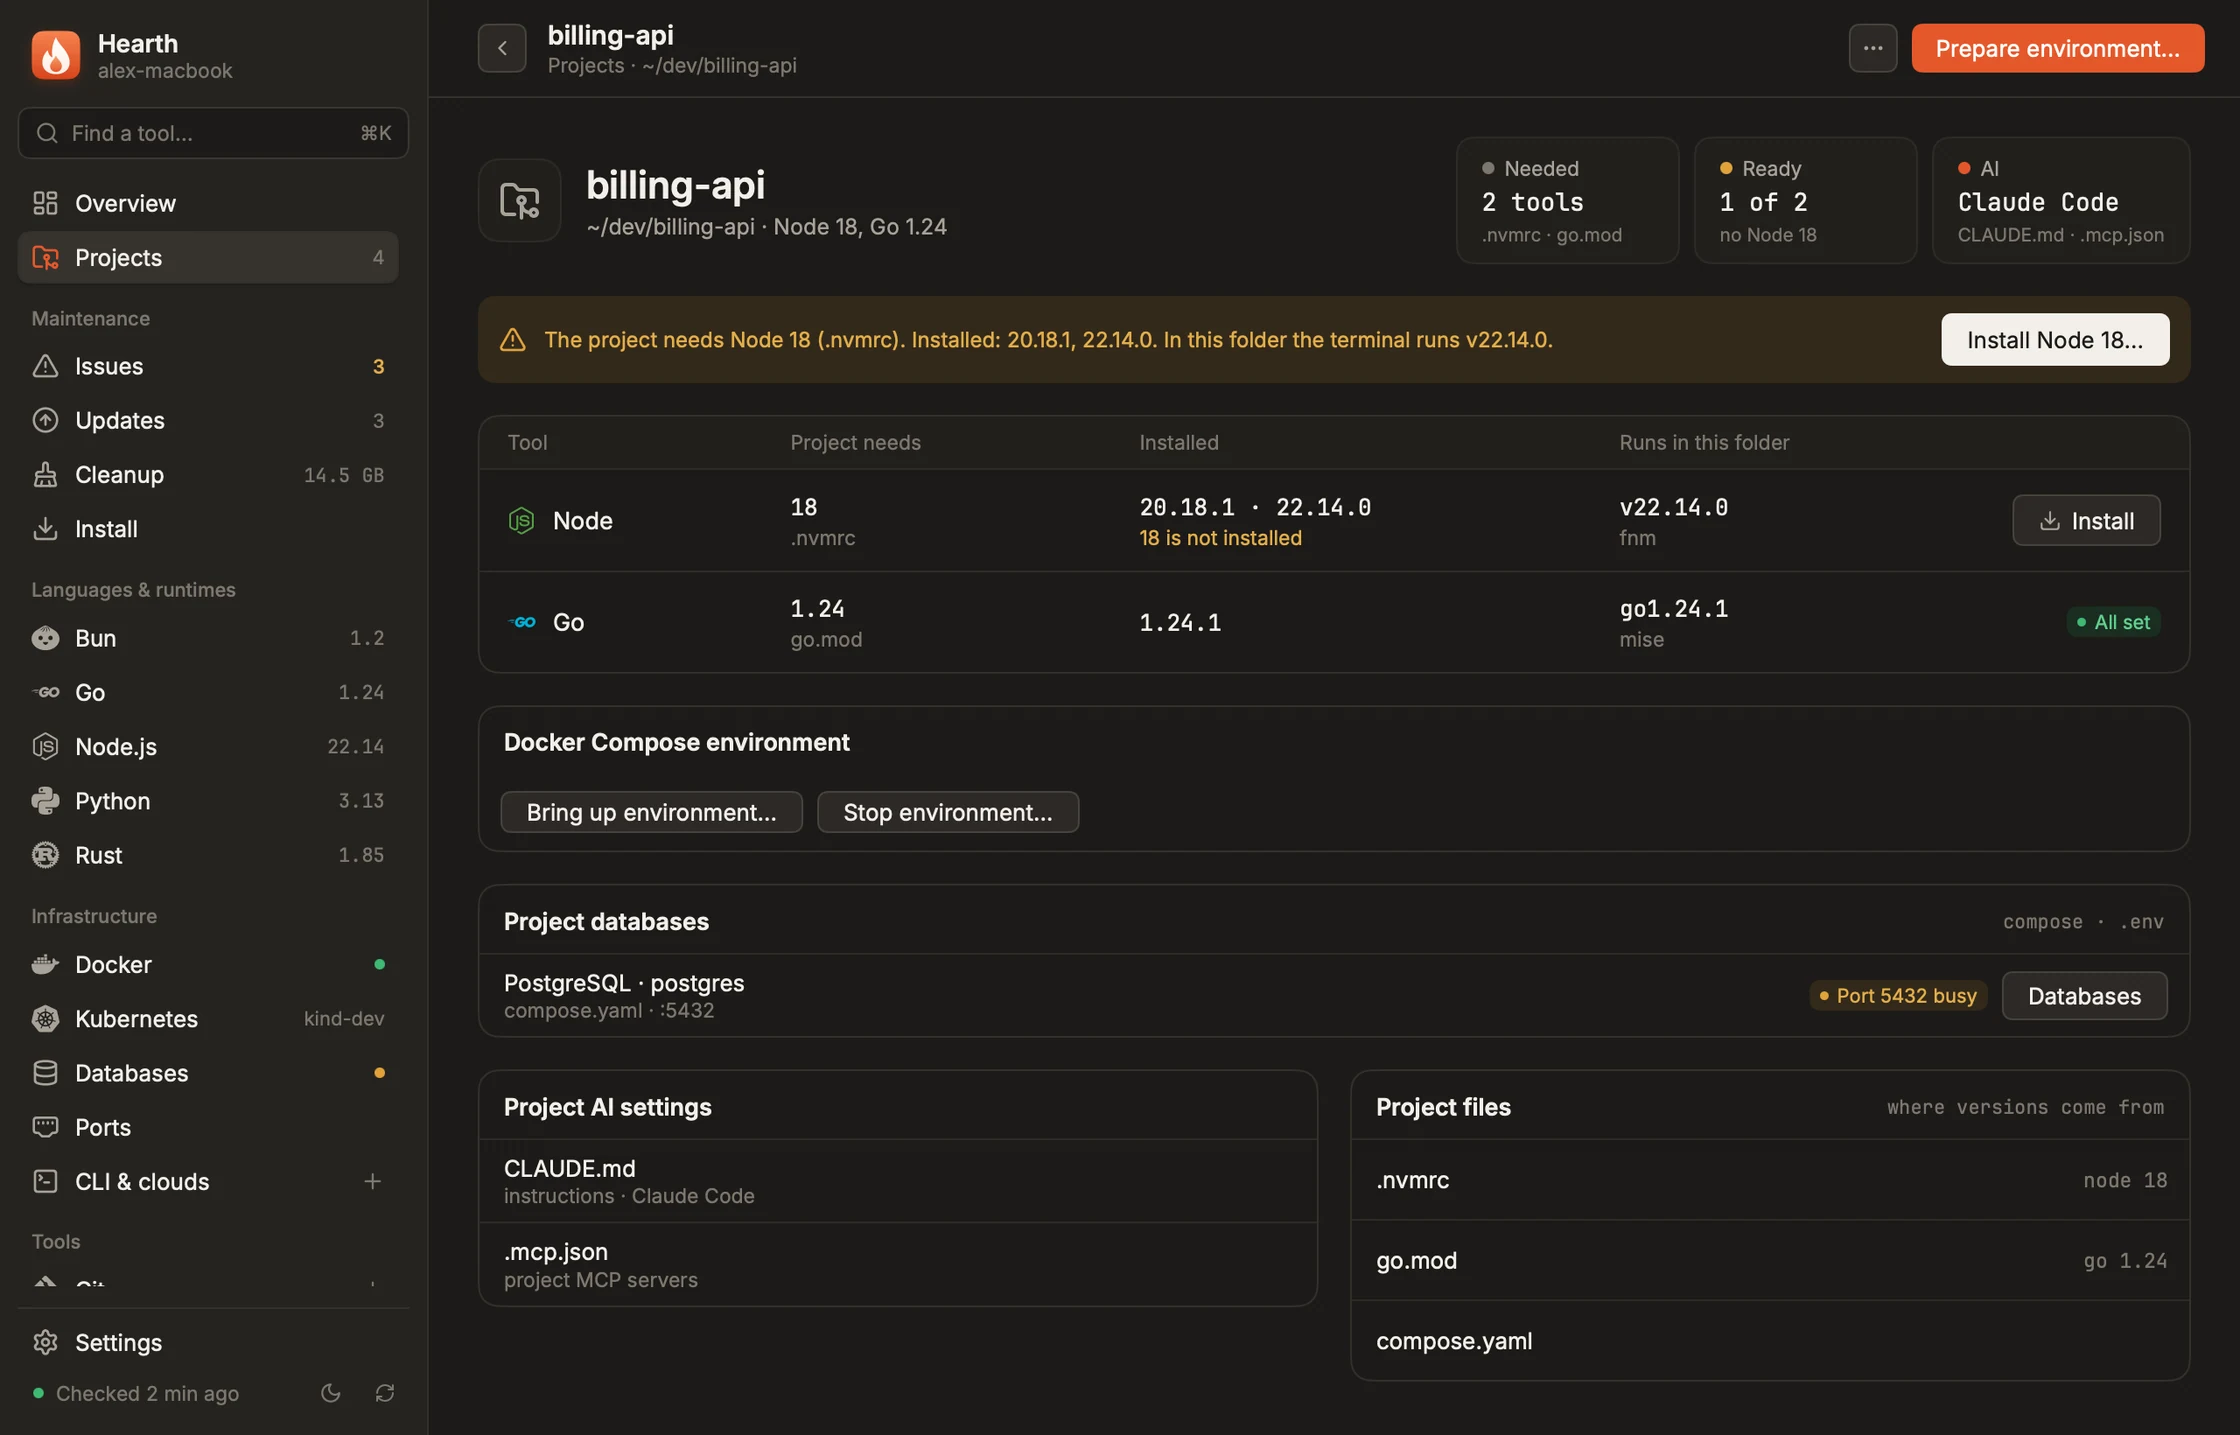 Hearth
alex-macbook
Find a tool... ⌘K
Overview
Projects 4
Maintenance
Issues 3
Updates 3
Cleanup 14.5 GB
Install
Languages & runtimes
Bun 1.2
Go 1.24
Node.js 22.14
Python 3.13
Rust 1.85
Infrastructure
Docker
Kubernetes kind-dev
Databases
Ports
CLI & clouds
Tools
Settings
Checked 2 min ago
billing-api
Projects · ~/dev/billing-api
Prepare environment...
billing-api
~/dev/billing-api · Node 18, Go 1.24
Needed
2 tools
.nvmrc · go.mod
Ready
1 of 2
no Node 18
AI
Claude Code
CLAUDE.md · .mcp.json
The project needs Node 18 (.nvmrc). Installed: 20.18.1, 22.14.0. In this folder the terminal runs v22.14.0.
Install Node 18...
Tool Project needs Installed Runs in this folder
Node
18
.nvmrc
20.18.1 · 22.14.0
18 is not installed
v22.14.0
fnm
Install
Go
1.24
go.mod
1.24.1
go1.24.1
mise
All set
Docker Compose environment
Bring up environment... Stop environment...
Project databases compose · .env
PostgreSQL · postgres
compose.yaml · :5432
Port 5432 busy
Databases
Project AI settings
CLAUDE.md
instructions · Claude Code
.mcp.json
project MCP servers
Project files where versions come from
.nvmrc node 18
go.mod go 1.24
compose.yaml